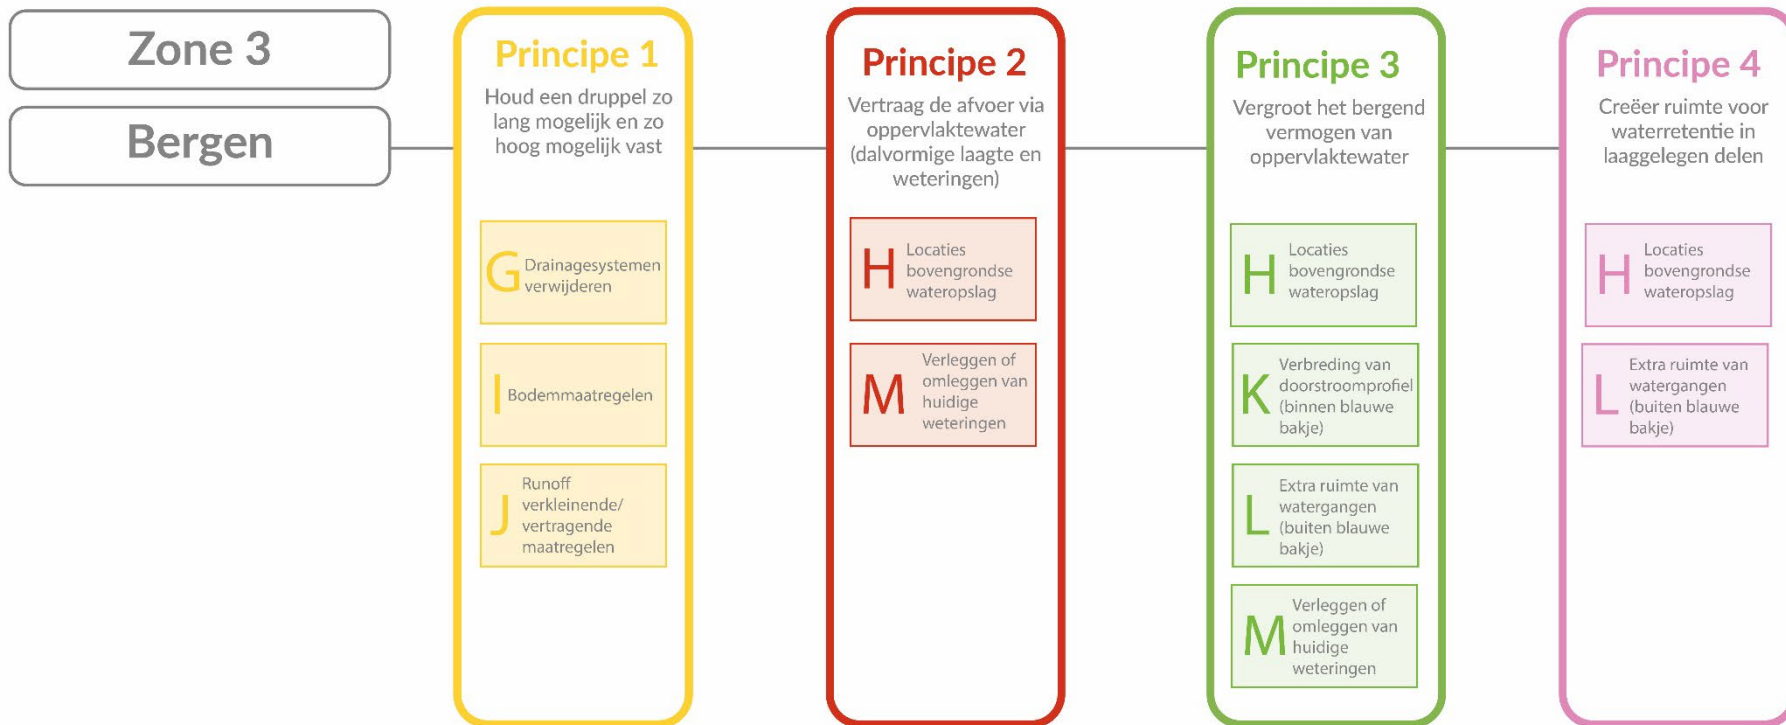 Zone 3
Bergen
Principe 1
Houd een druppel zo
lang mogelijk en zo
hoog mogelijk vast
G
Drainagesystemen
verwijderen
I
Bodemmaatregelen
J
Runoff
verkleinende/
vertragende
maatregelen
Principe 2
Vertraag de afvoer via
oppervlaktewater
(dalvormige laagte en
weteringen)
H
Locaties
bovengrondse
wateropslag
M
Verleggen of
omleggen van
huidige
weteringen
Principe 3
Vergroot het bergend
vermogen van
oppervlaktewater
H
Locaties
bovengrondse
wateropslag
K
Verbreding van
doorstroomprofiel
(binnen blauwe
bakje)
L
Extra ruimte van
watergangen
(buiten blauwe
bakje)
M
Verleggen of
omleggen van
huidige
weteringen
Principe 4
Creëer ruimte voor
waterretentie in
laaggelegen delen
H
Locaties
bovengrondse
wateropslag
L
Extra ruimte van
watergangen
(buiten blauwe
bakje)